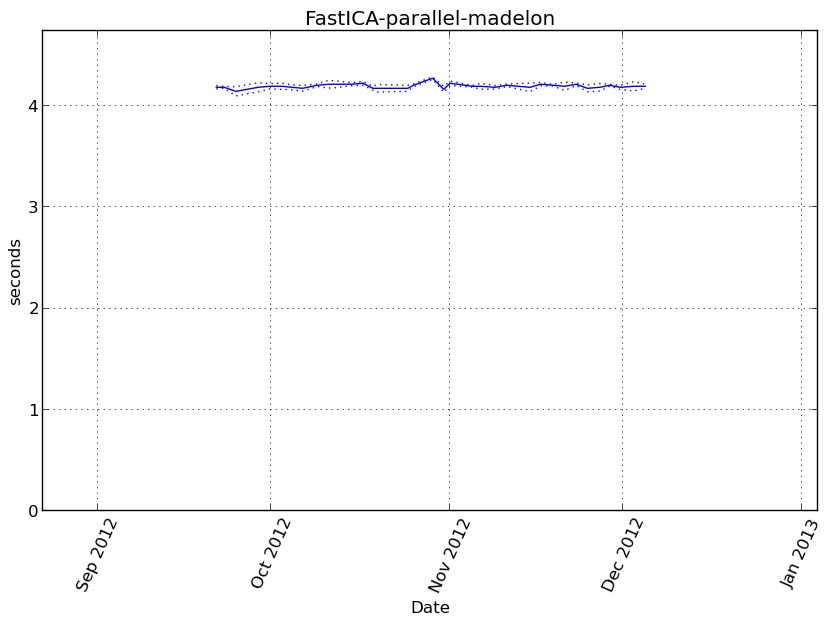 FastICA-parallel-madelon
seconds
4
3
2
1
0
Sep 2012
Oct 2012
Nov 2012
Dec 2012
Jan 2013
Date